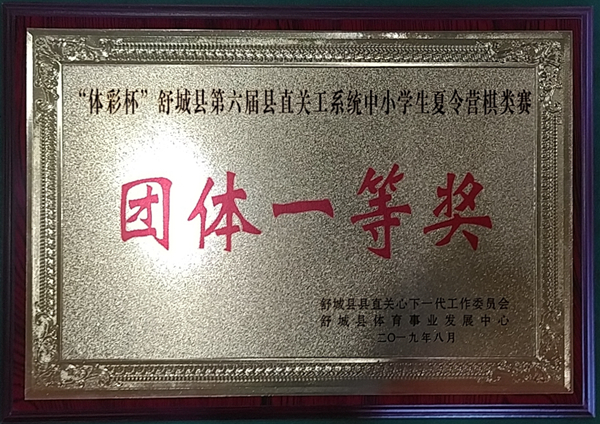 “体彩杯”舒城县第六届县直关工系统中小学生夏令营棋类赛
团体一等奖
舒城县县直关心下一代工作委员会
舒城县体育事业发展中心
二〇一九年八月